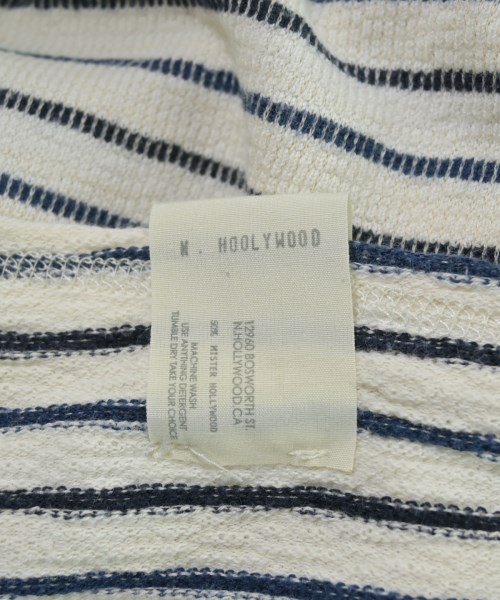 N. HOOLYWOOD
12960 BOSWORTH ST.
N.HOLLYWOOD.CA
50% MISTER HOLLYWOOD
MACHINE WASH
USE ANYTHING DETERGENT
TUMBLE DRY TAKE YOUR CHOICE